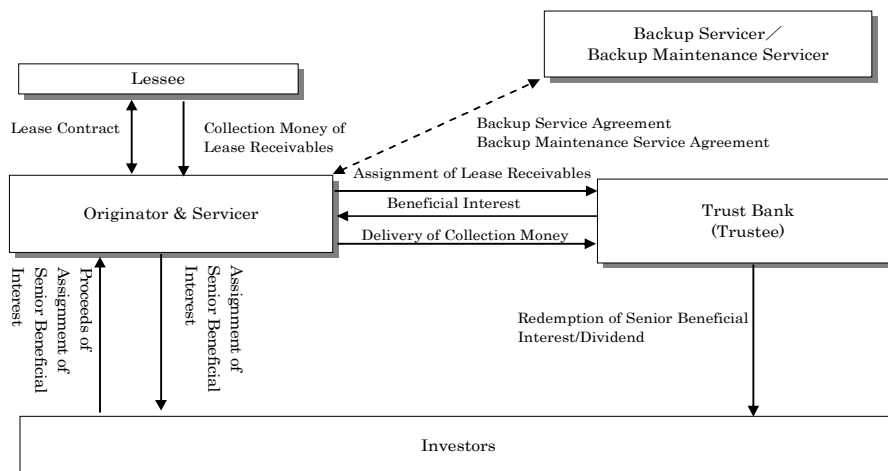 Backup Servicer／
Backup Maintenance Servicer
Lessee
Lease Contract
Collection Money of
Lease Receivables
Backup Service Agreement
Backup Maintenance Service Agreement
Assignment of Lease Receivables
Originator & Servicer
Beneficial Interest
Trust Bank
(Trustee)
Delivery of Collection Money
Proceeds of
Assignment of
Senior Beneficial
Interest
Assignment of
Senior Beneficial
Interest
Redemption of Senior Beneficial
Interest/Dividend
Investors